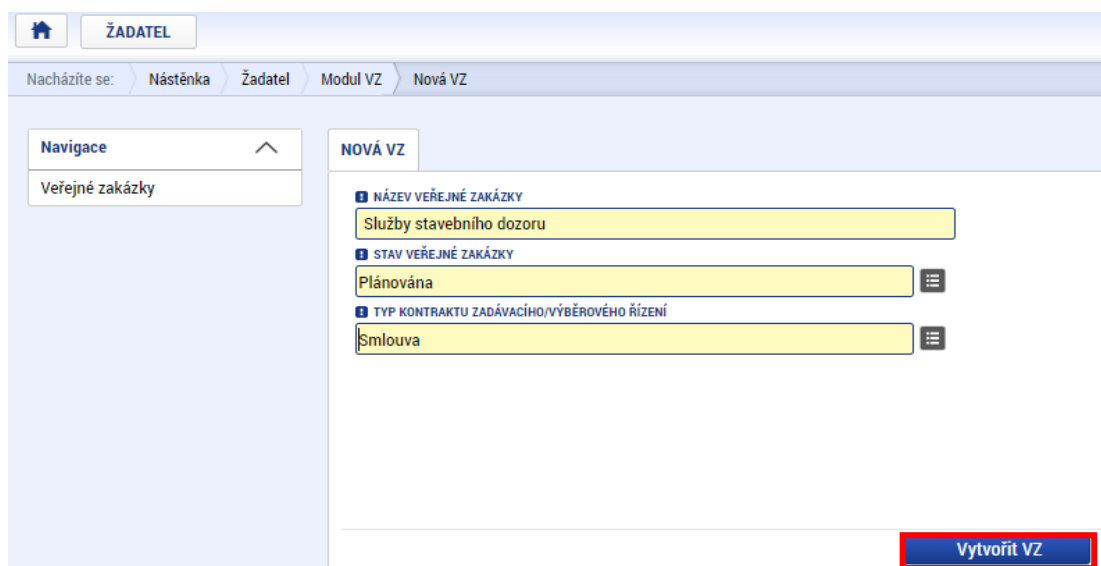 ŽADATEL
Nacházíte se: Nástěnka Žadatel Modul VZ Nová VZ
Navigace
Veřejné zakázky
NOVÁ VZ
NÁZEV VEŘEJNÉ ZAKÁZKY
Služby stavebního dozoru
STAV VEŘEJNÉ ZAKÁZKY
Plánována
TYP KONTRAKTU ZADÁVACÍHO/VÝBĚROVÉHO ŘÍZENÍ
Smlouva
Vytvořit VZ